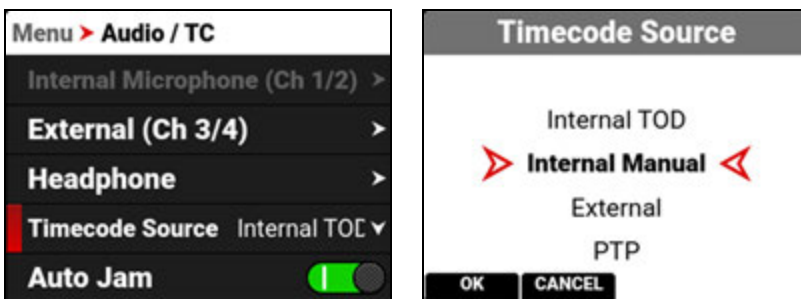 Menu > Audio / TC
Internal Microphone (Ch 1/2) >
External (Ch 3/4) >
Headphone >
Timecode Source Internal TOD
Auto Jam
Timecode Source
Internal TOD
Internal Manual
External
PTP
OK CANCEL